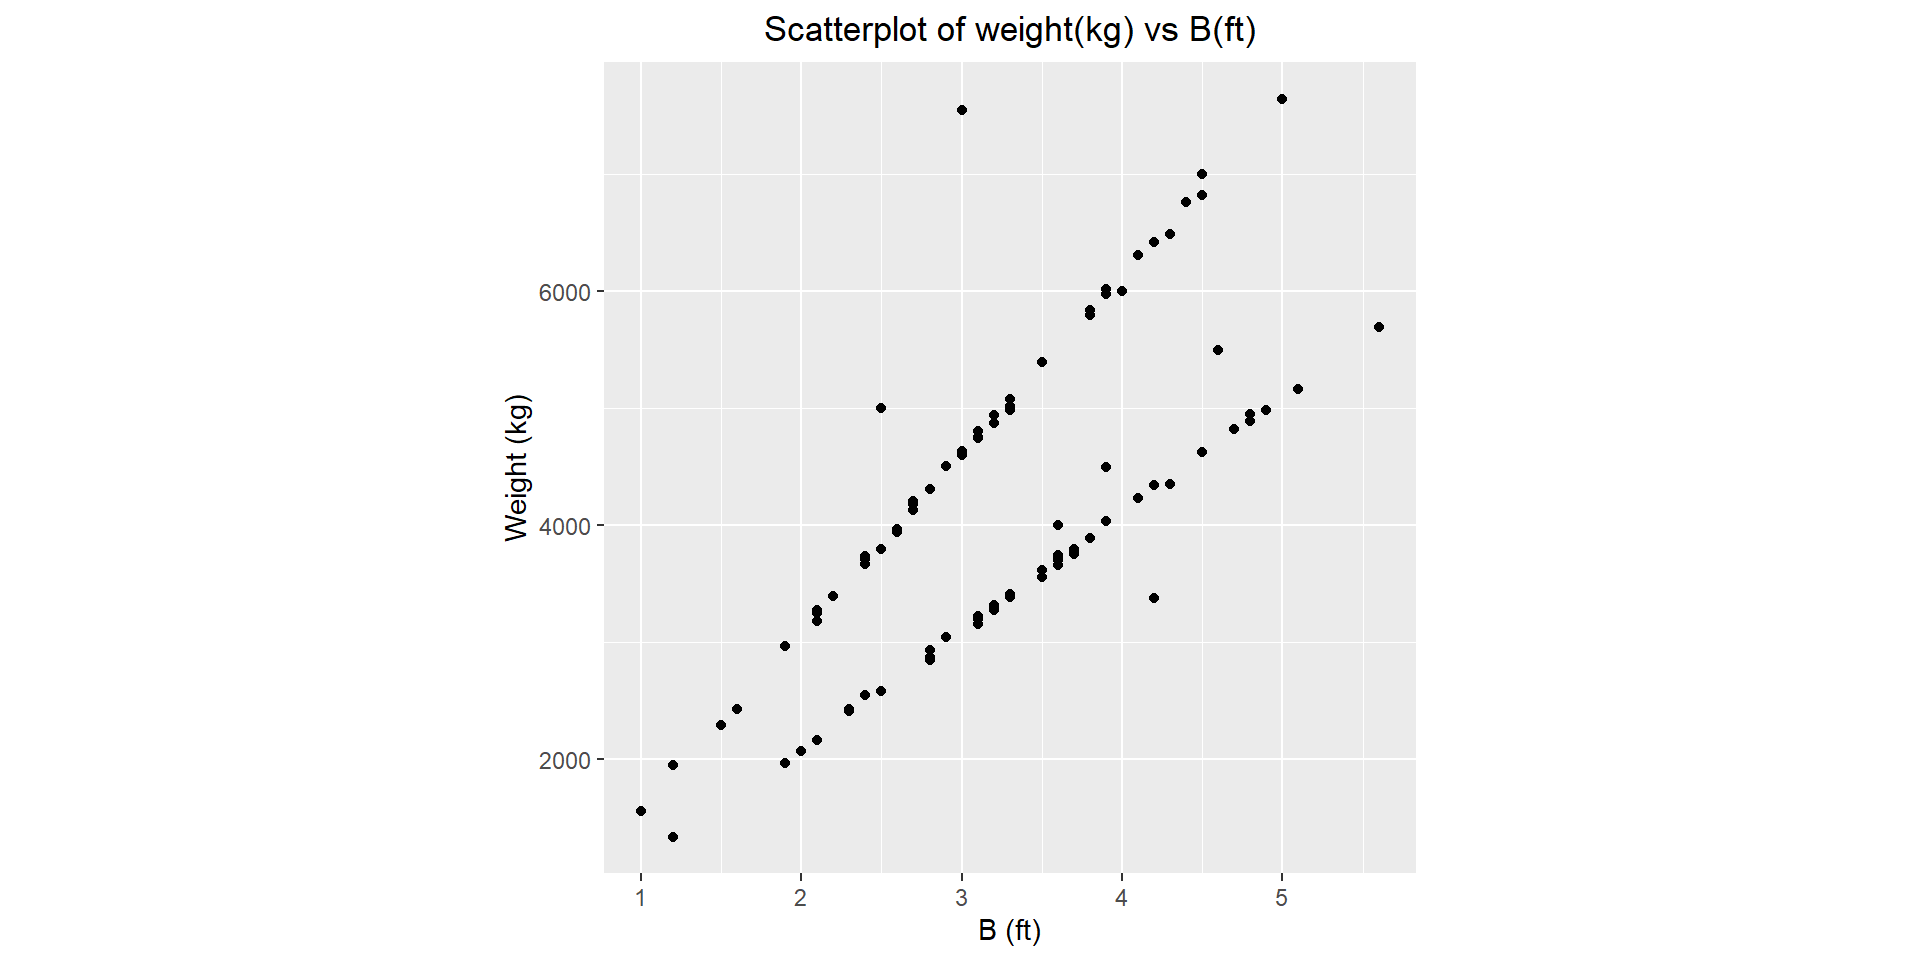 Scatterplot of weight(kg) vs B(ft)
Weight (kg)
6000
4000
2000
1 2 3 4 5
B (ft)